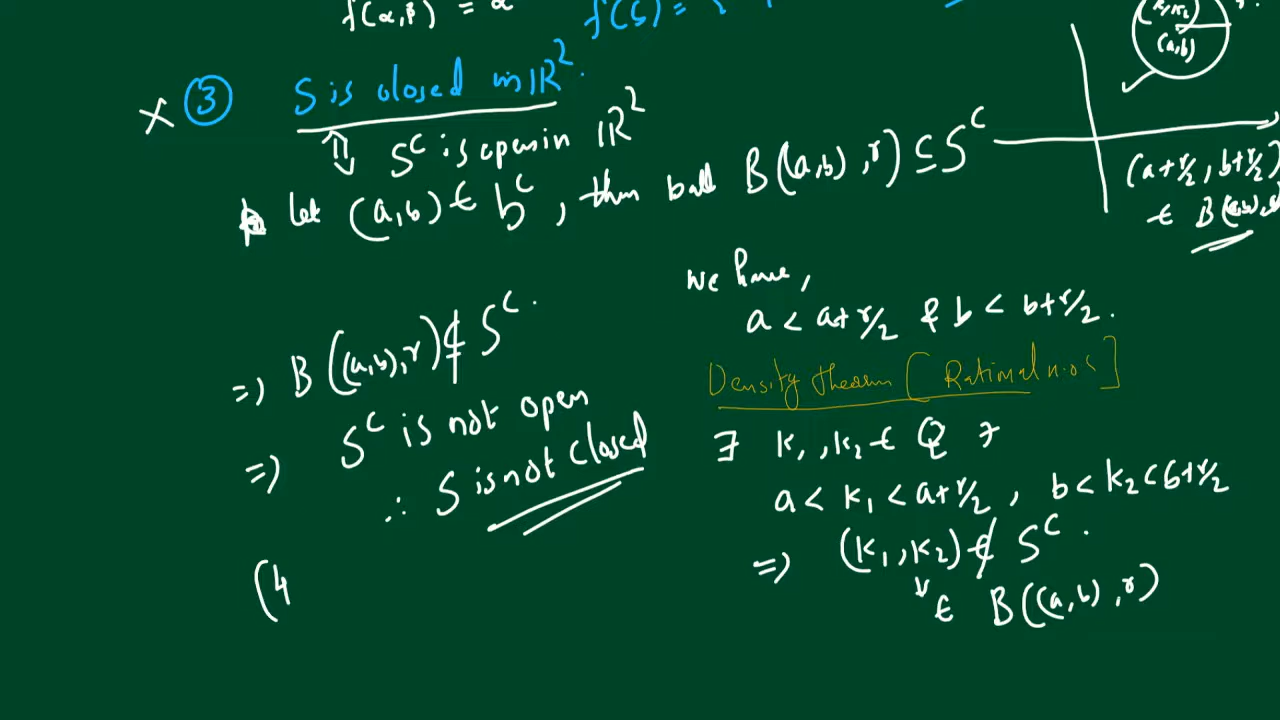 f(α,β) = α f(ς) =
× ③ S is closed in ℝ².
⇕ Sᶜ is open in ℝ²
let (a,b) ∈ bᶜ, then ball B((a,b),r) ⊆ Sᶜ
(k₁,k₂)
(a,b)
(a+r/2, b+r/2)
∈ B((a,b),
we have,
a < a+r/2 & b < b+r/2.
Density theorem [Rational no.s]
∃ k₁,k₂ ∈ Q ∋
a < k₁ < a+r/2, b < k₂ < b+r/2
⇒ (k₁,k₂) ∉ Sᶜ.
∈ B((a,b),r)
⇒ B((a,b),r) ⊄ Sᶜ.
⇒ Sᶜ is not open
∴ S is not closed
(4